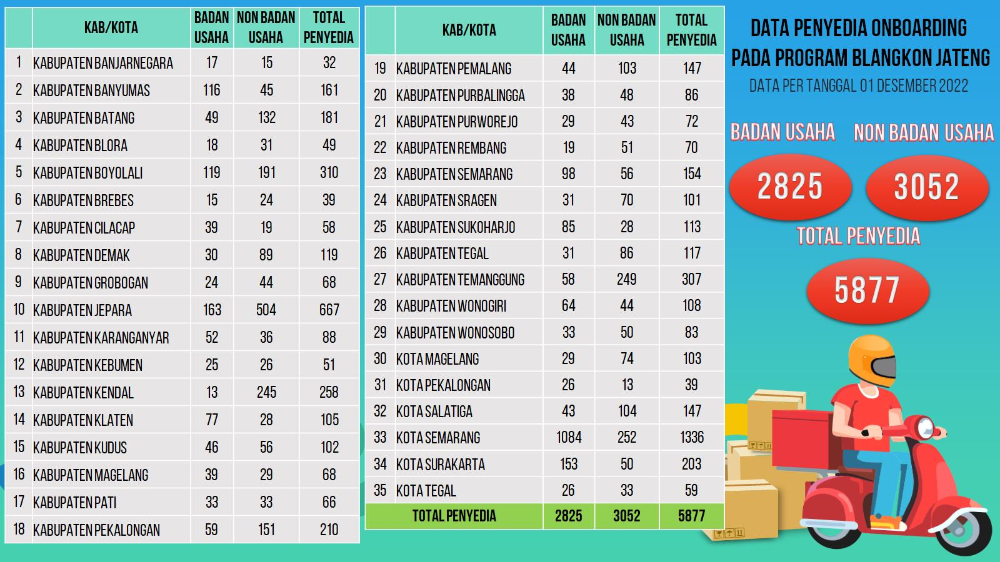 KAB/KOTA BADAN USAHA NON BADAN USAHA TOTAL PENYEDIA
1 KABUPATEN BANJARNEGARA 17 15 32
2 KABUPATEN BANYUMAS 116 45 161
3 KABUPATEN BATANG 49 132 181
4 KABUPATEN BLORA 18 31 49
5 KABUPATEN BOYOLALI 119 191 310
6 KABUPATEN BREBES 15 24 39
7 KABUPATEN CILACAP 39 19 58
8 KABUPATEN DEMAK 30 89 119
9 KABUPATEN GROBOGAN 24 44 68
10 KABUPATEN JEPARA 163 504 667
11 KABUPATEN KARANGANYAR 52 36 88
12 KABUPATEN KEBUMEN 25 26 51
13 KABUPATEN KENDAL 13 245 258
14 KABUPATEN KLATEN 77 28 105
15 KABUPATEN KUDUS 46 56 102
16 KABUPATEN MAGELANG 39 29 68
17 KABUPATEN PATI 33 33 66
18 KABUPATEN PEKALONGAN 59 151 210
KAB/KOTA BADAN USAHA NON BADAN USAHA TOTAL PENYEDIA
19 KABUPATEN PEMALANG 44 103 147
20 KABUPATEN PURBALINGGA 38 48 86
21 KABUPATEN PURWOREJO 29 43 72
22 KABUPATEN REMBANG 19 51 70
23 KABUPATEN SEMARANG 98 56 154
24 KABUPATEN SRAGEN 31 70 101
25 KABUPATEN SUKOHARJO 85 28 113
26 KABUPATEN TEGAL 31 86 117
27 KABUPATEN TEMANGGUNG 58 249 307
28 KABUPATEN WONOGIRI 64 44 108
29 KABUPATEN WONOSOBO 33 50 83
30 KOTA MAGELANG 29 74 103
31 KOTA PEKALONGAN 26 13 39
32 KOTA SALATIGA 43 104 147
33 KOTA SEMARANG 1084 252 1336
34 KOTA SURAKARTA 153 50 203
35 KOTA TEGAL 26 33 59
TOTAL PENYEDIA 2825 3052 5877
DATA PENYEDIA ONBOARDING
PADA PROGRAM BLANGKON JATENG
DATA PER TANGGAL 01 DESEMBER 2022
BADAN USAHA NON BADAN USAHA
2825 3052
TOTAL PENYEDIA
5877